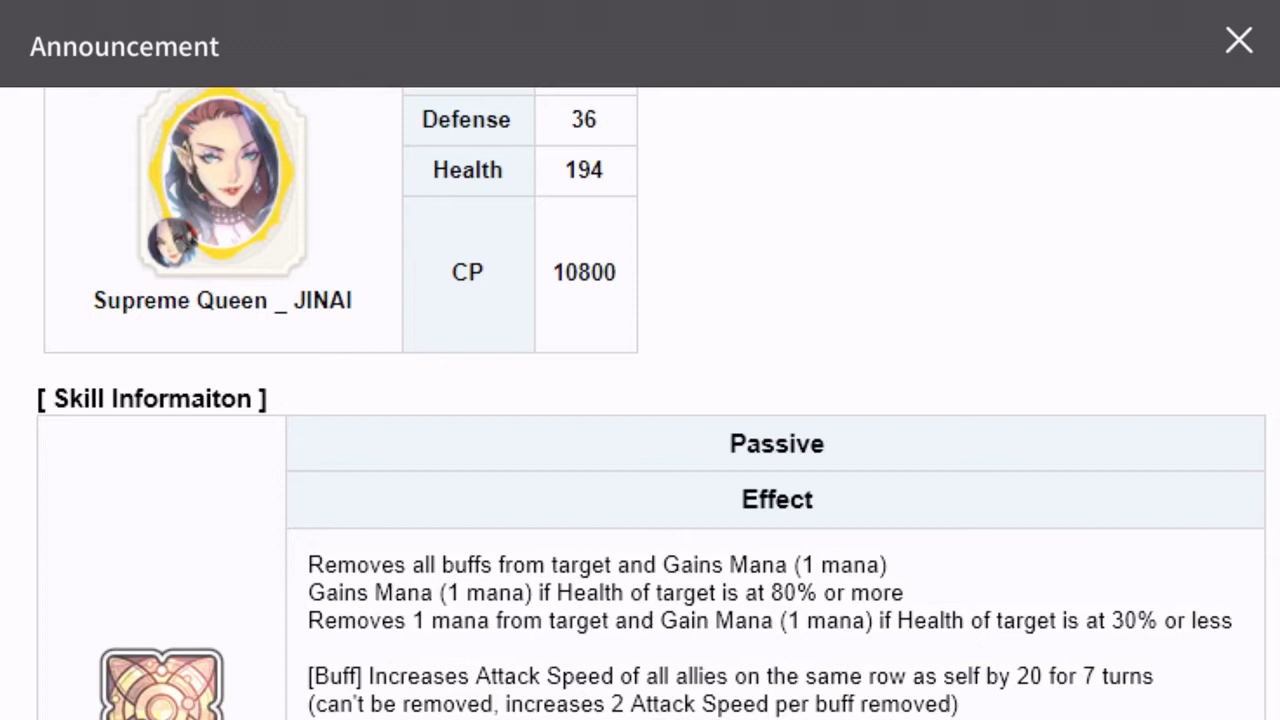 Announcement
Defense 36
Health 194
CP 10800
Supreme Queen _ JINAI
[ Skill Informaiton ]
Passive
Effect
Removes all buffs from target and Gains Mana (1 mana)
Gains Mana (1 mana) if Health of target is at 80% or more
Removes 1 mana from target and Gain Mana (1 mana) if Health of target is at 30% or less
[Buff] Increases Attack Speed of all allies on the same row as self by 20 for 7 turns
(can't be removed, increases 2 Attack Speed per buff removed)